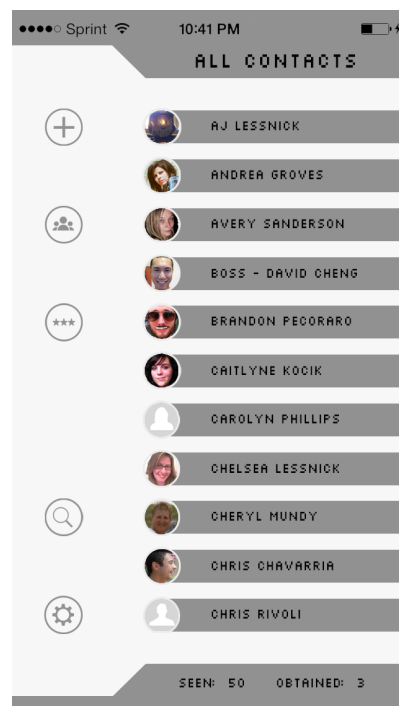 Sprint 10:41 PM
ALL CONTACTS
AJ LESSNICK
ANDREA GROVES
AVERY SANDERSON
BOSS - DAVID CHENG
BRANDON PECORARO
CAITLYNE KOCIK
CAROLYN PHILLIPS
CHELSEA LESSNICK
CHERYL MUNDY
CHRIS CHAVARRIA
CHRIS RIVOLI
SEEN: 50 OBTAINED: 3